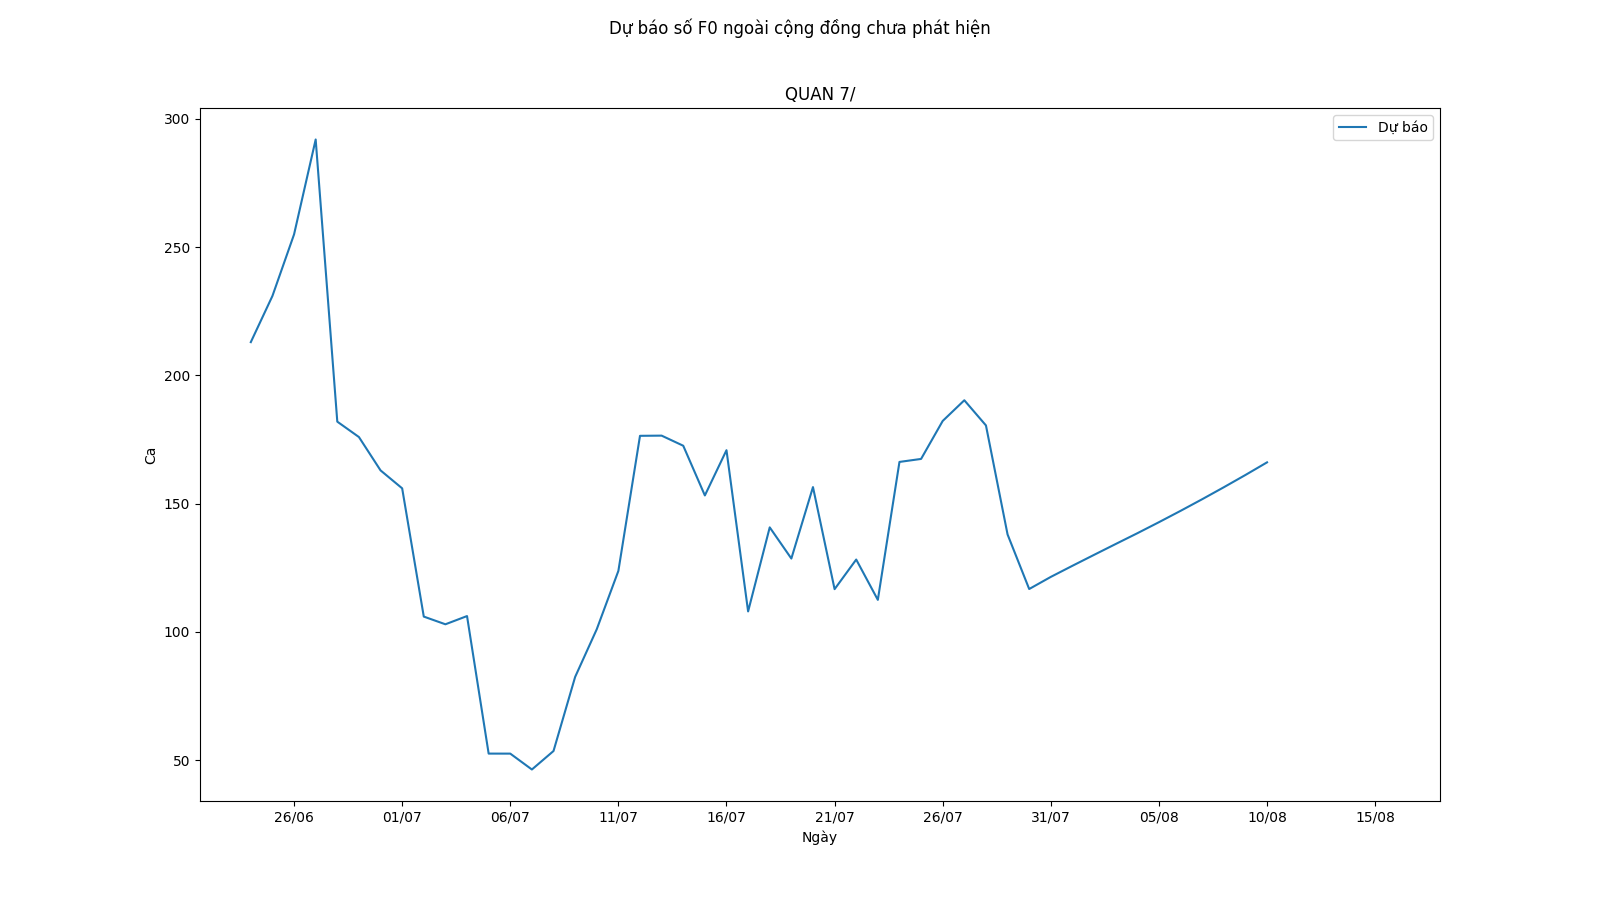 Dự báo số F0 ngoài cộng đồng chưa phát hiện
QUAN 7/
Dự báo
300
250
200
150
100
50
Ca
26/06 01/07 06/07 11/07 16/07 21/07 26/07 31/07 05/08 10/08 15/08
Ngày